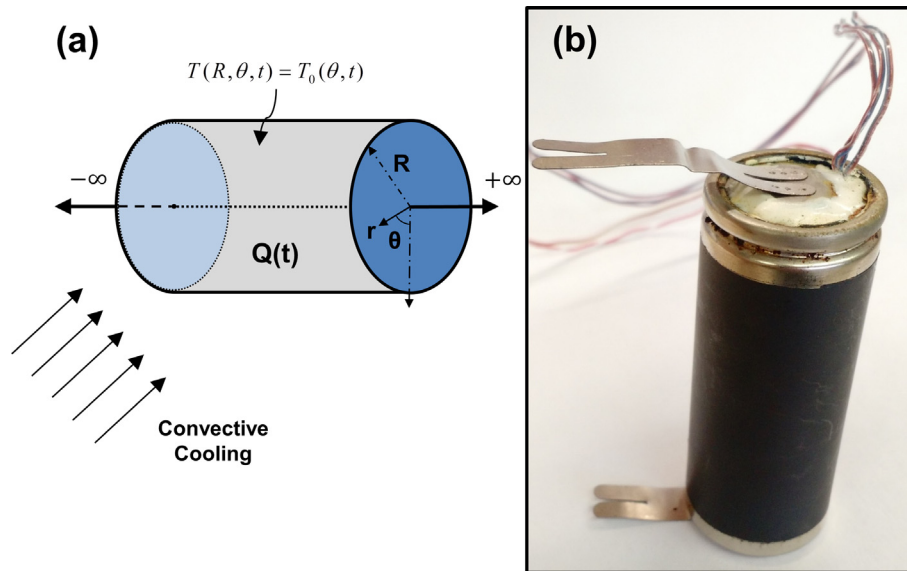 (a)
T(R,θ,t) = T₀(θ,t)
R
−∞
+∞
r
θ
Q(t)
Convective
Cooling
(b)